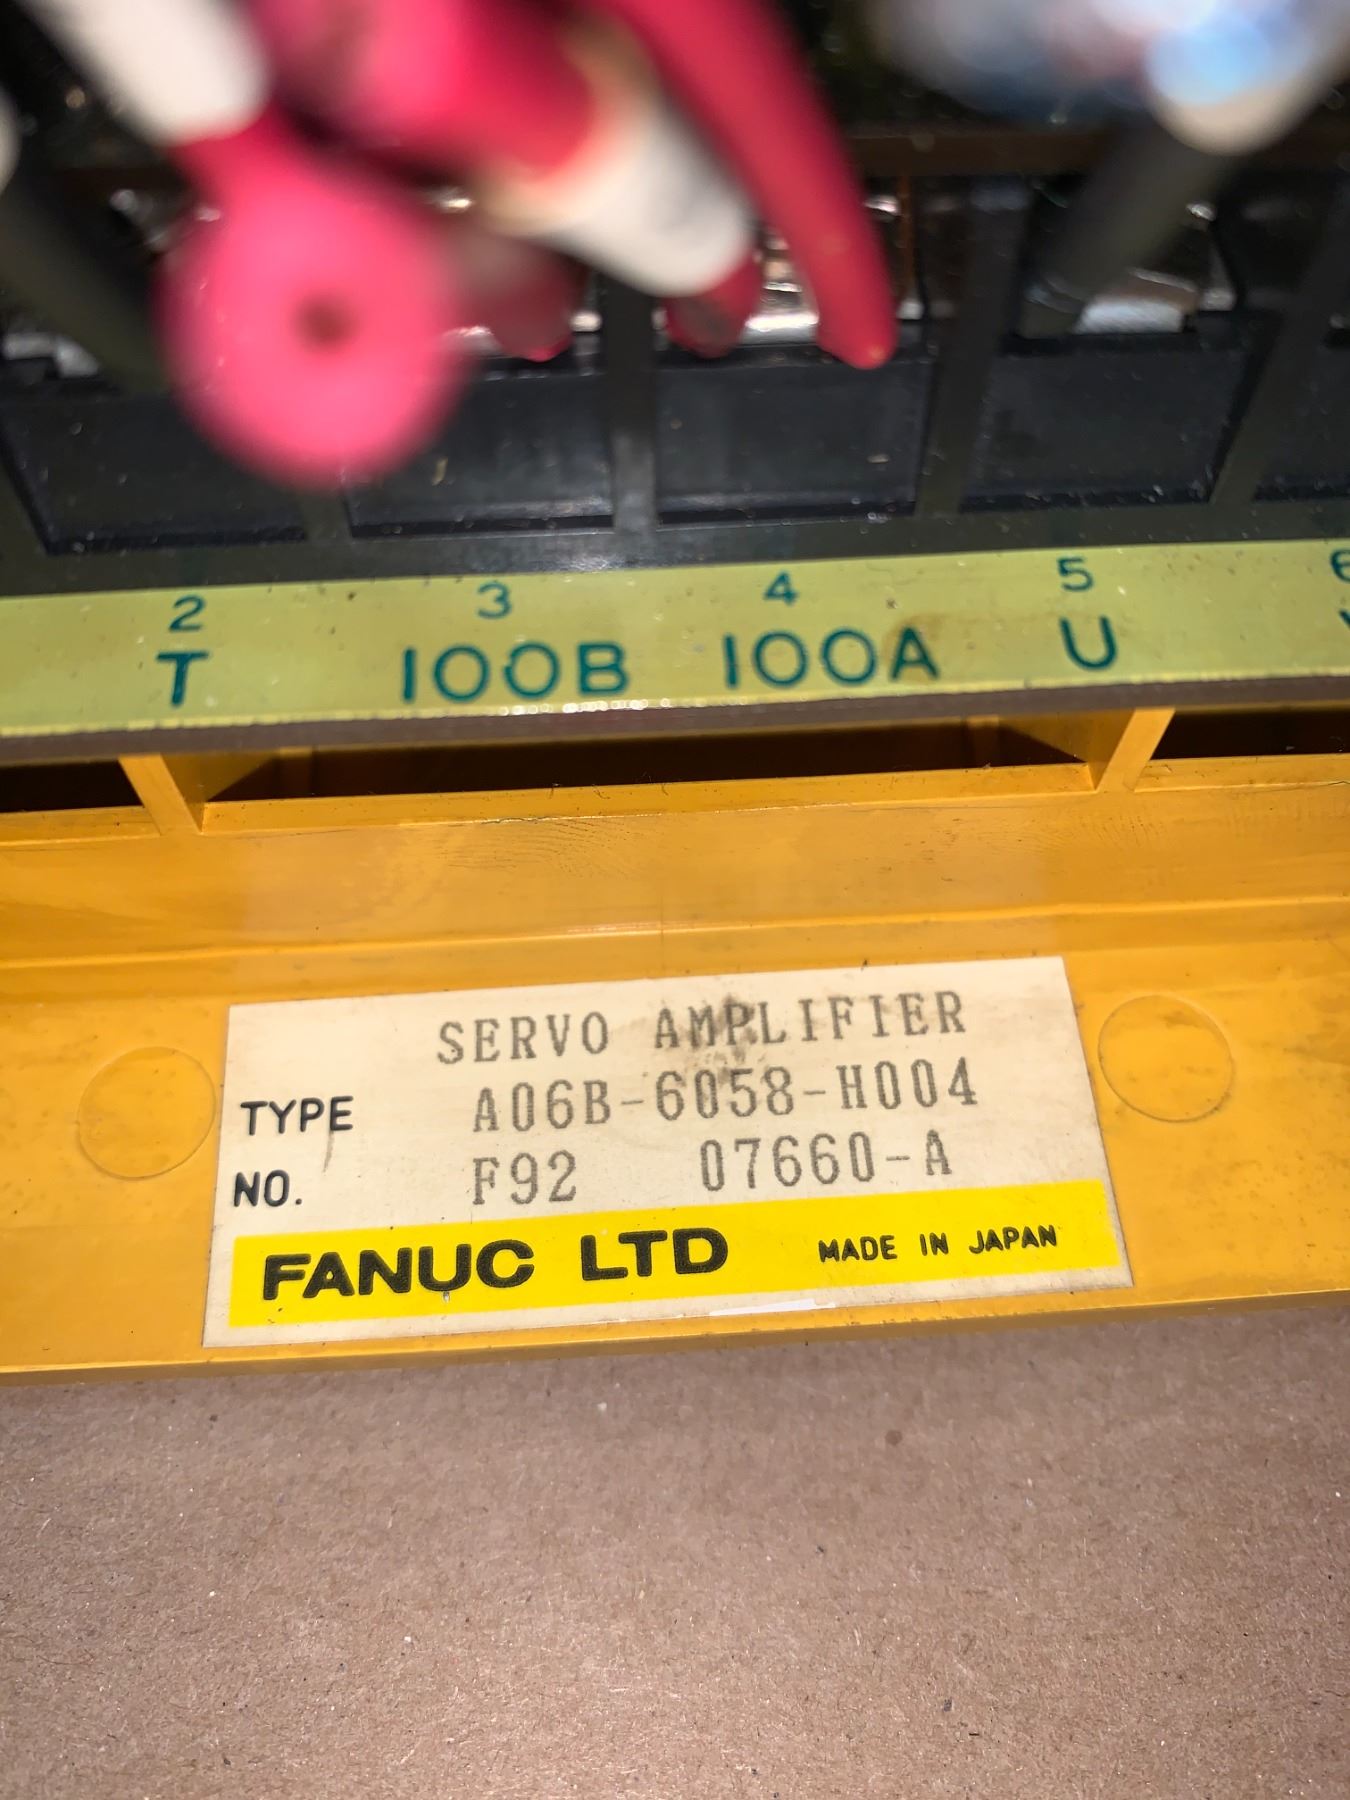 2 3 4 5 6
T 100B 100A U
SERVO AMPLIFIER
TYPE A06B-6058-H004
NO. F92 07660-A
FANUC LTD MADE IN JAPAN